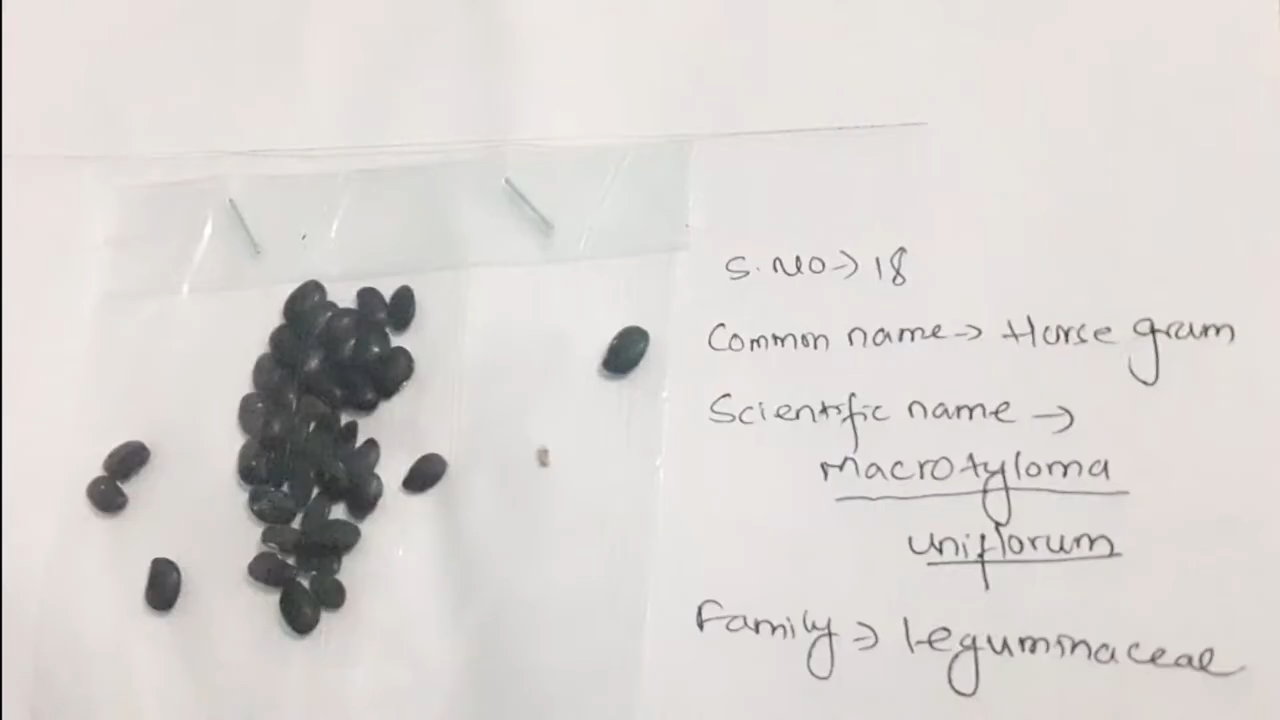 S. No → 18
Common name → Horse gram
Scientific name →
Macrotyloma
uniflorum
Family → Leguminaceae